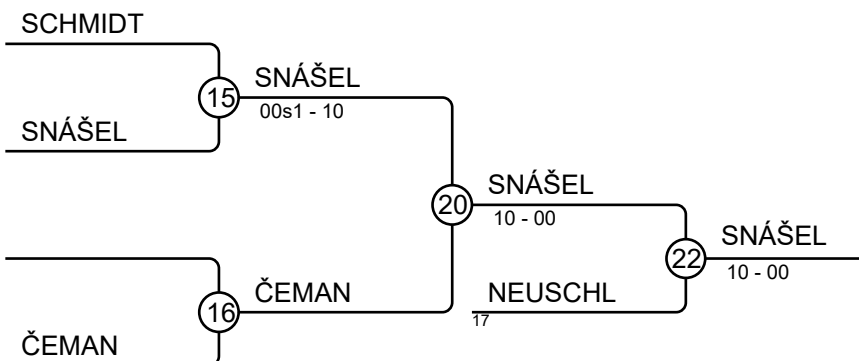 SCHMIDT
15
SNÁŠEL
00s1 - 10
SNÁŠEL
20
SNÁŠEL
10 - 00
22
SNÁŠEL
10 - 00
16
ČEMAN
NEUSCHL
17
ČEMAN